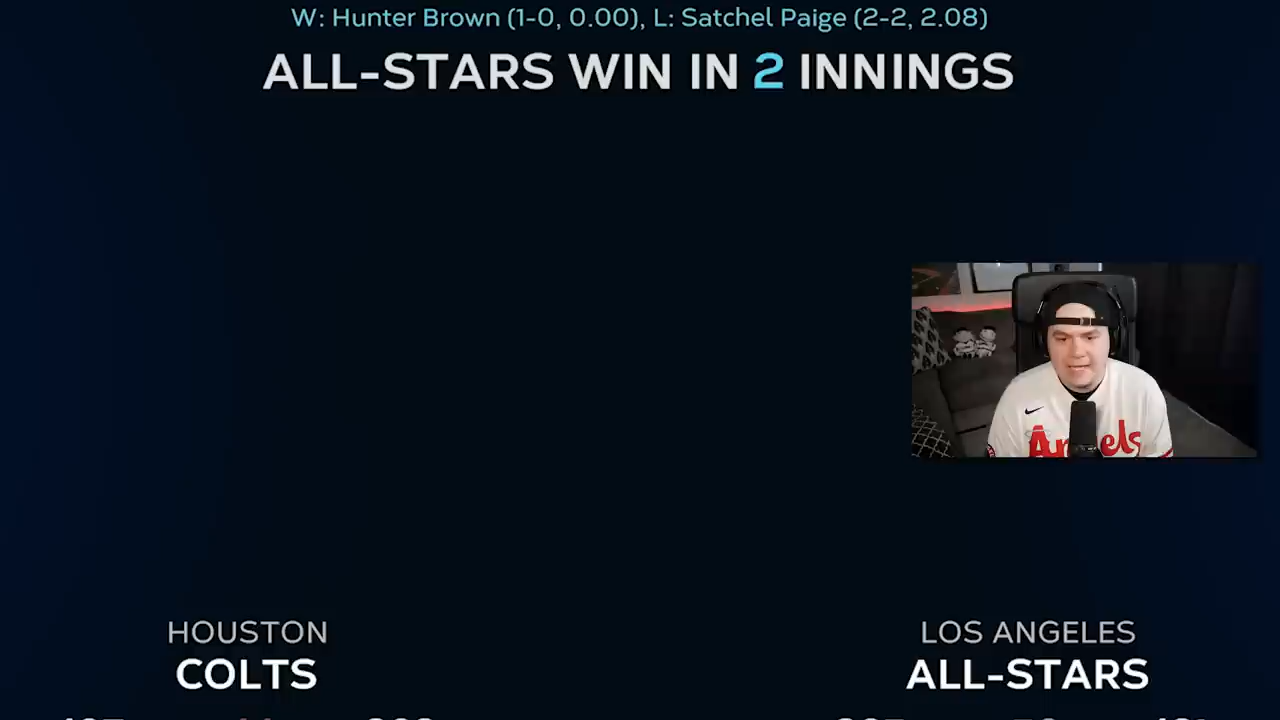 W: Hunter Brown (1-0, 0.00), L: Satchel Paige (2-2, 2.08)
ALL-STARS WIN IN 2 INNINGS
Angels
HOUSTON
COLTS
LOS ANGELES
ALL-STARS